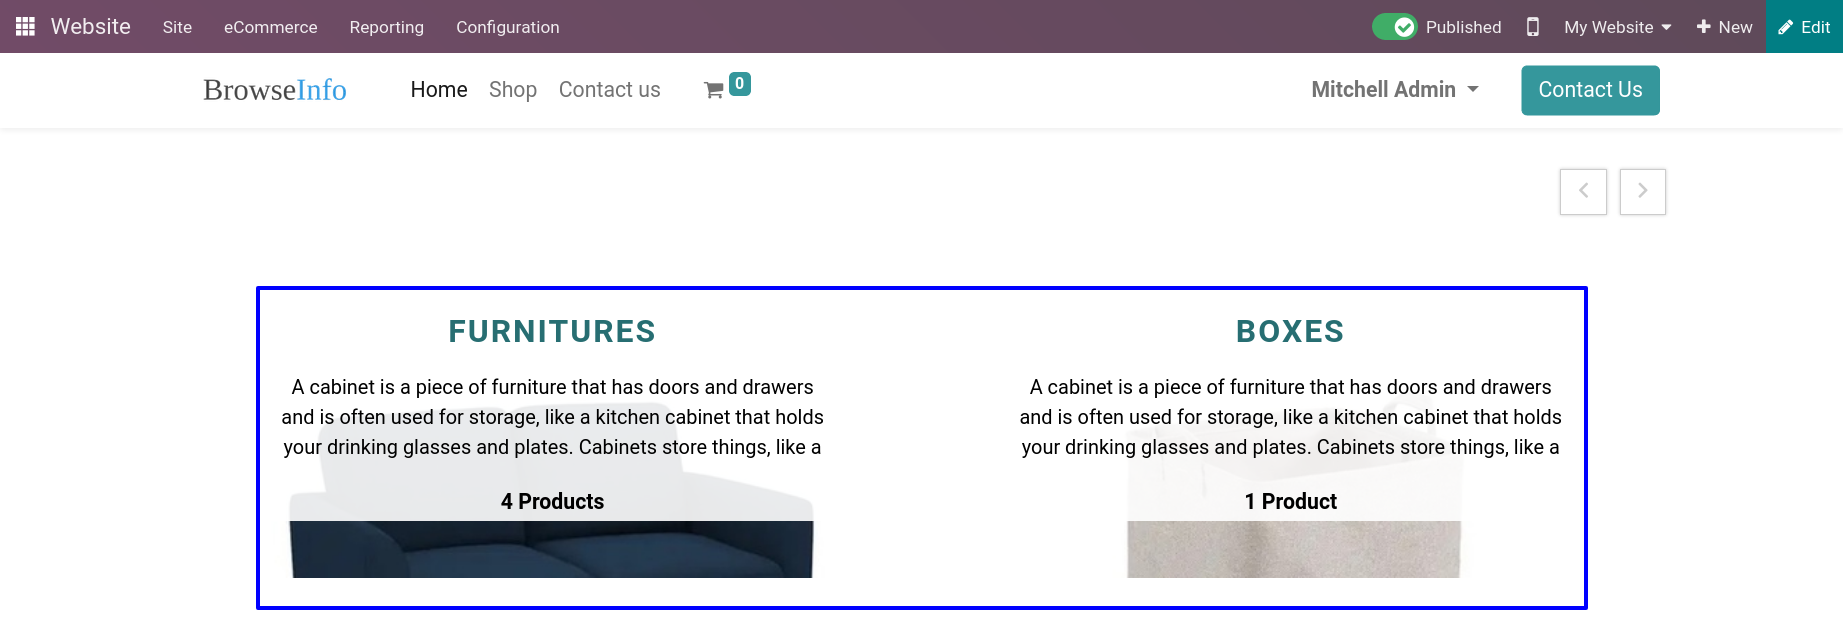 Website Site eCommerce Reporting Configuration Published My Website New Edit
BrowseInfo Home Shop Contact us 0 Mitchell Admin Contact Us
FURNITURES
A cabinet is a piece of furniture that has doors and drawers
and is often used for storage, like a kitchen cabinet that holds
your drinking glasses and plates. Cabinets store things, like a
4 Products
BOXES
A cabinet is a piece of furniture that has doors and drawers
and is often used for storage, like a kitchen cabinet that holds
your drinking glasses and plates. Cabinets store things, like a
1 Product